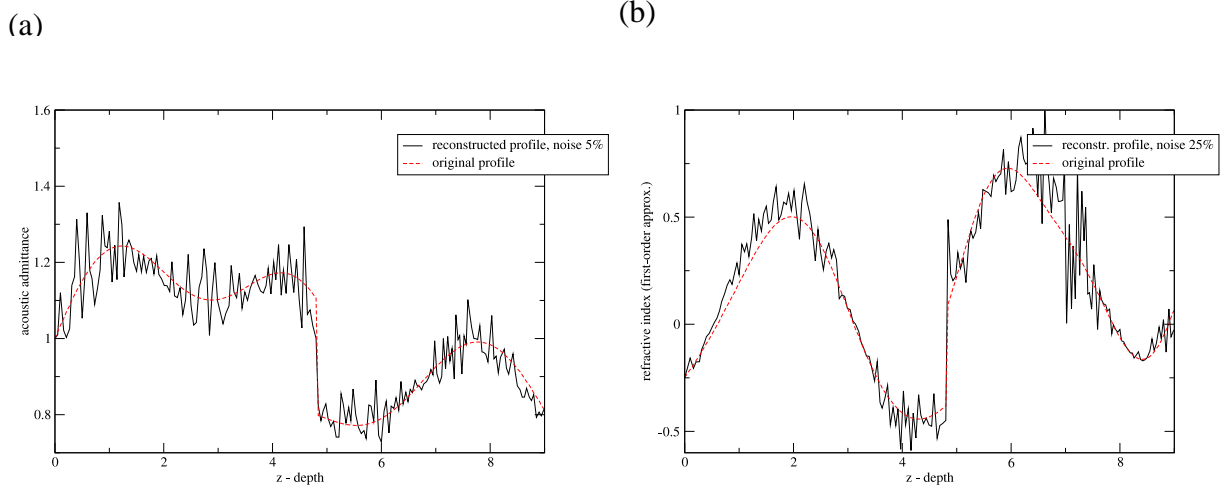 (a)
(b)
1.6
1.4
1.2
1
0.8
acoustic admittance
reconstructed profile, noise 5%
original profile
0
2
4
6
8
z - depth
1
0.5
0
-0.5
refractive index (first-order approx.)
reconstr. profile, noise 25%
original profile
0
2
4
6
8
z - depth